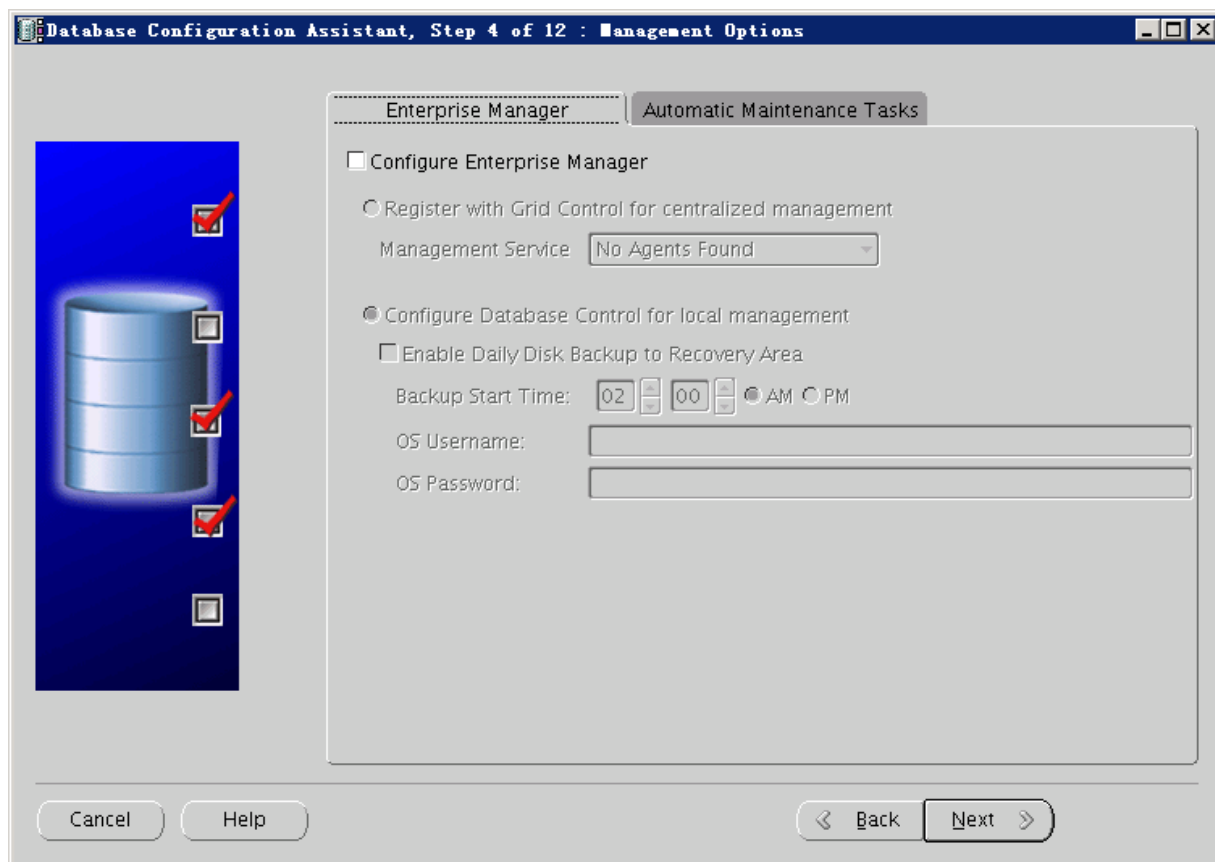 Database Configuration Assistant, Step 4 of 12 : Management Options
Enterprise Manager
Automatic Maintenance Tasks
Configure Enterprise Manager
Register with Grid Control for centralized management
Management Service No Agents Found
Configure Database Control for local management
Enable Daily Disk Backup to Recovery Area
Backup Start Time: 02 00 AM PM
OS Username:
OS Password:
Cancel Help Back Next